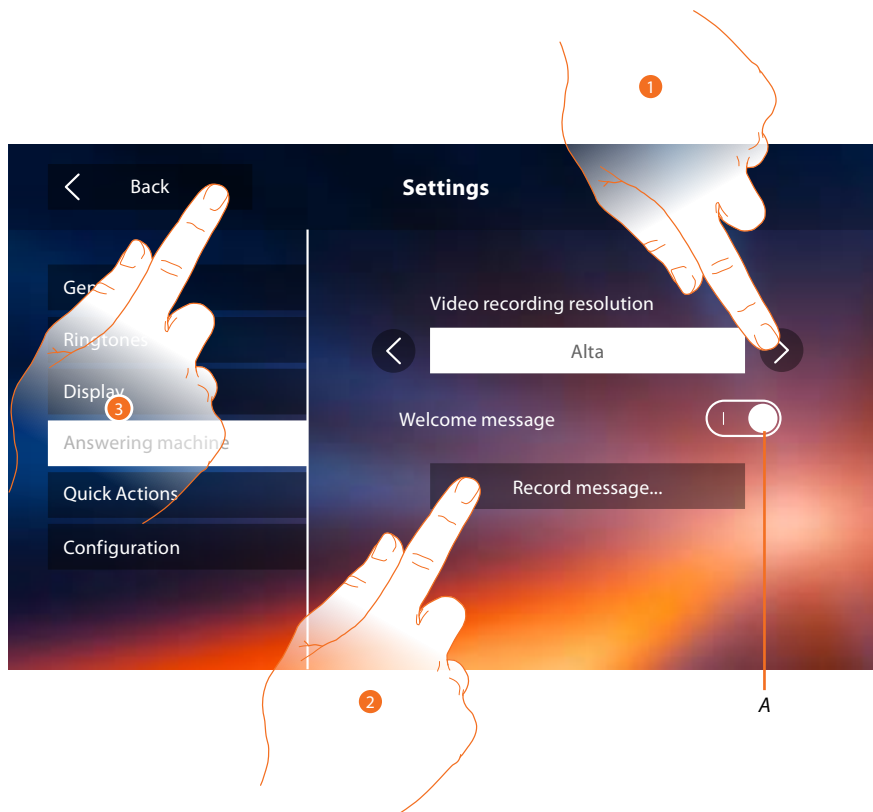 1
Back
Settings
Gen
Ringtones
Display
3
Answering machine
Quick Actions
Configuration
Video recording resolution
Alta
Welcome message
Record message...
2
A